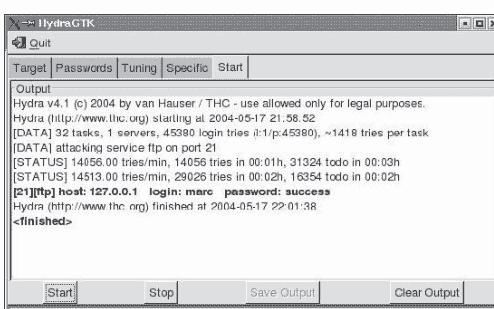 HydraGTK
Quit
Target Passwords Tuning Specific Start
Output
Hydra v4.1 (c) 2004 by van Hauser / THC - use allowed only for legal purposes.
Hydra (http://www.thc.org) starting at 2004-05-17 21:58:52
[DATA] 32 tasks, 1 servers, 45380 login tries (l:1/p:45380), ~1418 tries per task
[DATA] attacking service ftp on port 21
[STATUS] 14056.00 tries/min, 14056 tries in 00:01h, 31324 todo in 00:03h
[STATUS] 14513.00 tries/min, 29026 tries in 00:02h, 16354 todo in 00:02h
[21][ftp] host: 127.0.0.1 login: marc password: success
Hydra (http://www.thc.org) finished at 2004-05-17 22:01:38
<finished>
Start Stop Save Output Clear Output